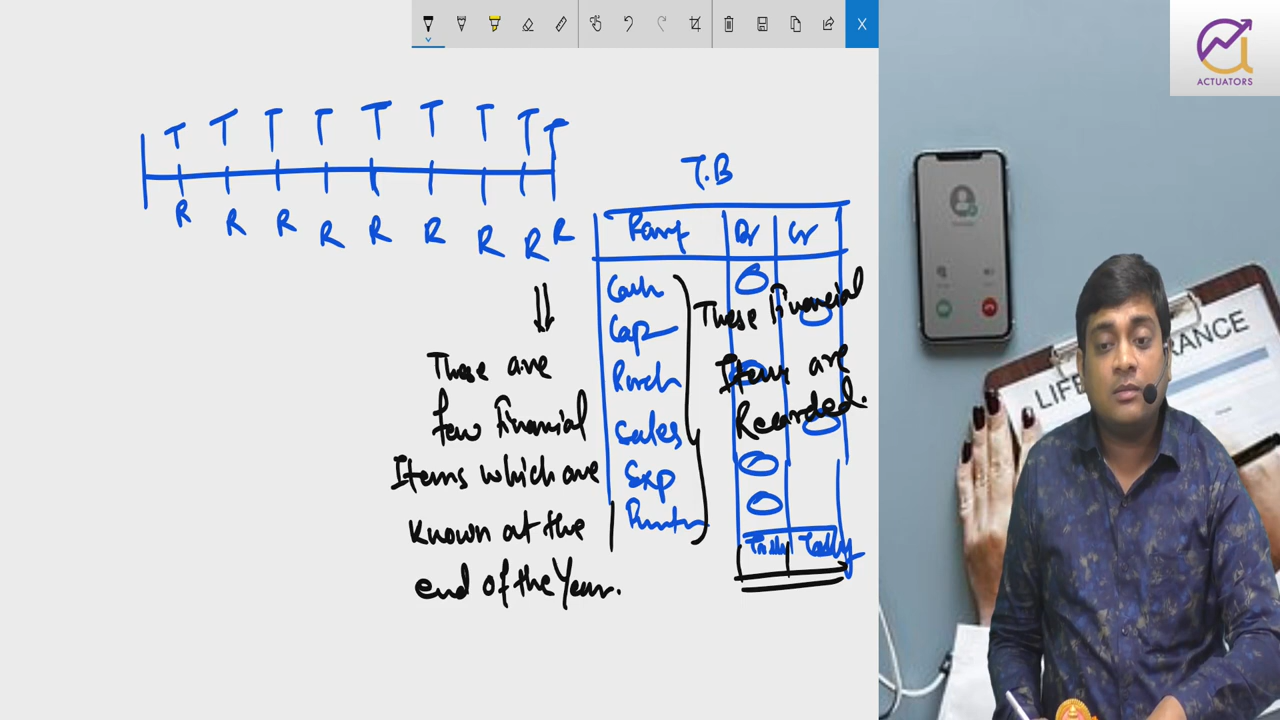 ACTUATORS
T T T T T T T T T
R R R R R R R R R
T.B
Dr Cr
Cash
Cap
Purch
Sales
Exp
These Financial
Items are
Recorded.
Tally Tally
These are
few Financial
Items which are
known at the
end of the Year.
LIFE
RANCE